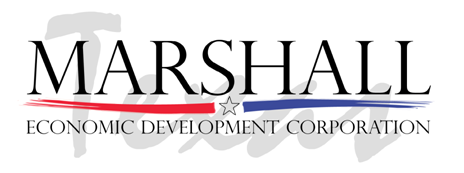 Texas
MARSHALL
ECONOMIC DEVELOPMENT CORPORATION